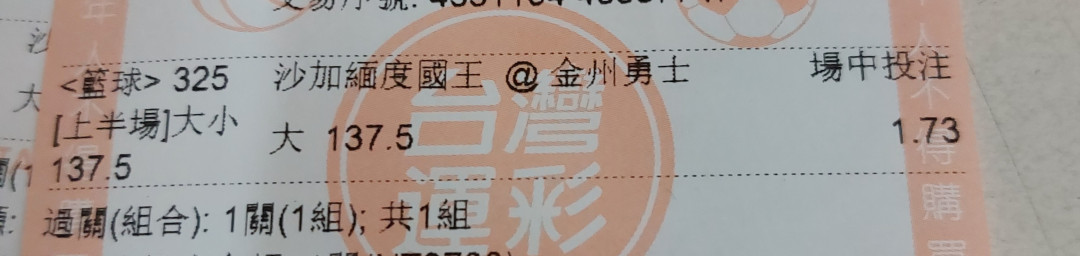 <籃球> 325 沙加緬度國王 @ 金州勇士 場中投注
[上半場]大小 大 137.5 1.73
137.5
過關(組合): 1關(1組); 共1組
台灣
運彩